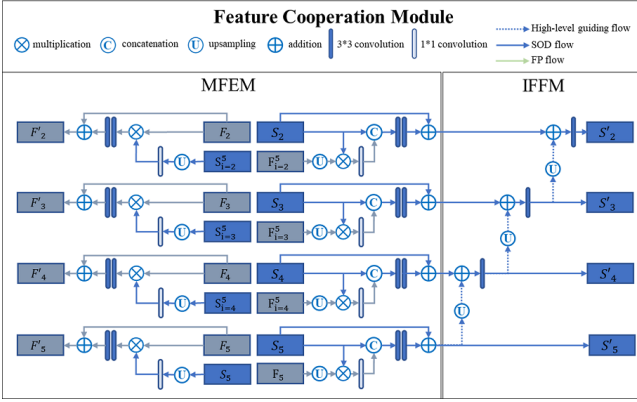 Feature Cooperation Module
multiplication C concatenation U upsampling addition 3*3 convolution 1*1 convolution
High-level guiding flow
SOD flow
FP flow
MFEM IFFM
F'₂ F₂ S₂ C S'₂
U S⁵ᵢ₌₂ F⁵ᵢ₌₂ U U
F'₃ F₃ S₃ C S'₃
U S⁵ᵢ₌₃ F⁵ᵢ₌₃ U U
F'₄ F₄ S₄ C S'₄
U S⁵ᵢ₌₄ F⁵ᵢ₌₄ U U
F'₅ F₅ S₅ C S'₅
U S₅ F₅ U